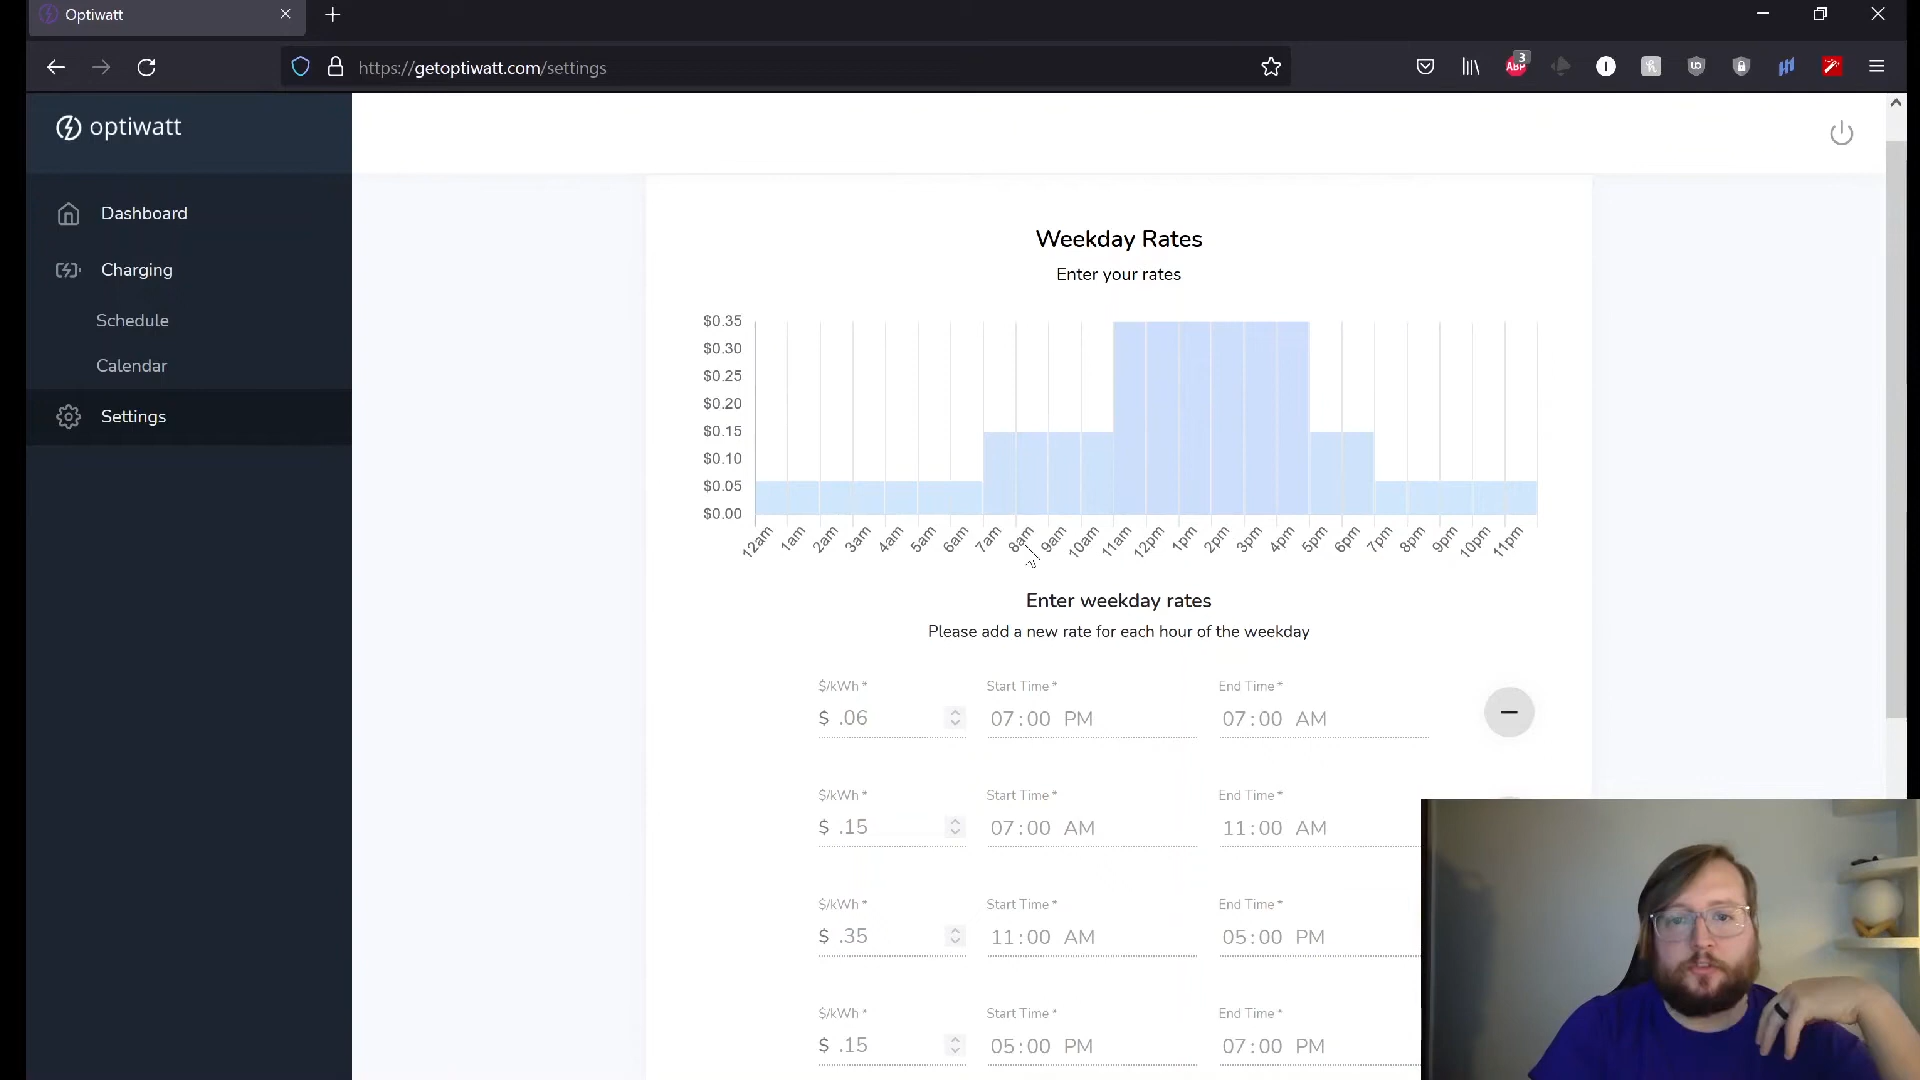 Optiwatt
https://getoptiwatt.com/settings
ABP 3
optiwatt
Dashboard
Charging
Schedule
Calendar
Settings
Weekday Rates
Enter your rates
$0.35
$0.30
$0.25
$0.20
$0.15
$0.10
$0.05
$0.00
12am 1am 2am 3am 4am 5am 6am 7am 8am 9am 10am 11am 12pm 1pm 2pm 3pm 4pm 5pm 6pm 7pm 8pm 9pm 10pm 11pm
Enter weekday rates
Please add a new rate for each hour of the weekday
$/kWh * Start Time * End Time *
$ .06 07:00 PM 07:00 AM
$/kWh * Start Time * End Time *
$ .15 07:00 AM 11:00 AM
$/kWh * Start Time * End Time *
$ .35 11:00 AM 05:00 PM
$/kWh * Start Time * End Time *
$ .15 05:00 PM 07:00 PM